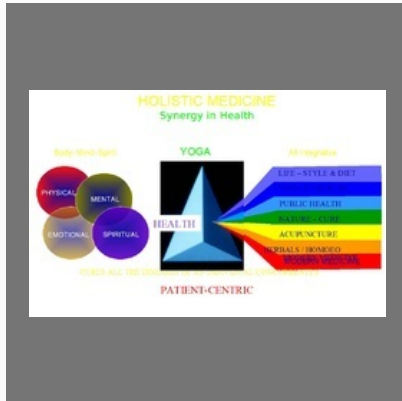 HOLISTIC MEDICINE
Synergy in Health
Body-Mind-Spirit
YOGA
All-Integrative
PHYSICAL
MENTAL
EMOTIONAL
SPIRITUAL
HEALTH
LIFE - STYLE & DIET
PUBLIC HEALTH
NATURE - CURE
ACUPUNCTURE
HERBALS / HOMOEO
MODERN MEDICINE
PATIENT-CENTRIC